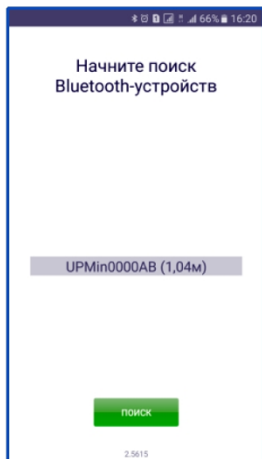 66% 16:20
Начните поиск
Bluetooth-устройств
UPMin0000AB (1,04м)
ПОИСК
2.5615